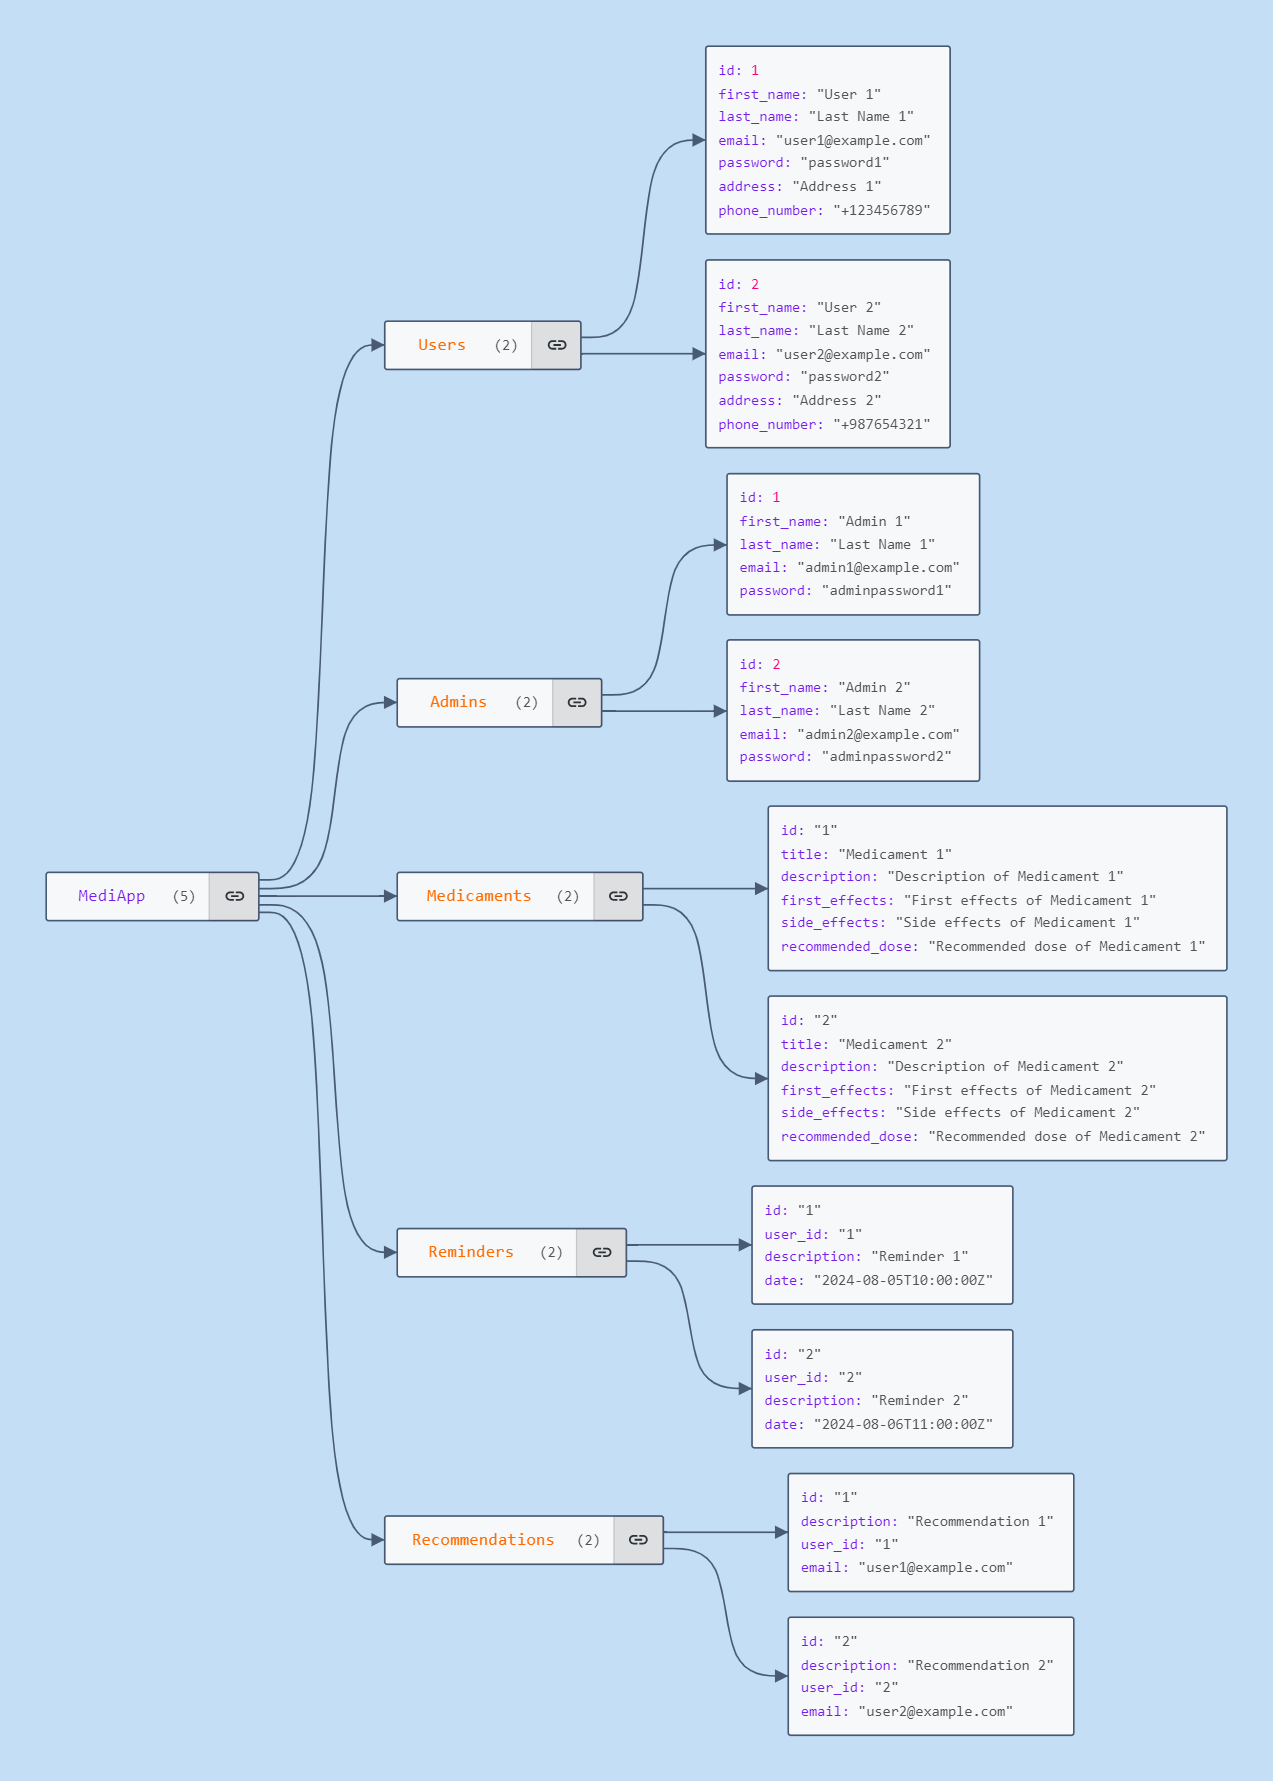 id: 1
first_name: "User 1"
last_name: "Last Name 1"
email: "user1@example.com"
password: "password1"
address: "Address 1"
phone_number: "+123456789"
id: 2
first_name: "User 2"
last_name: "Last Name 2"
email: "user2@example.com"
password: "password2"
address: "Address 2"
phone_number: "+987654321"
Users (2)
id: 1
first_name: "Admin 1"
last_name: "Last Name 1"
email: "admin1@example.com"
password: "adminpassword1"
id: 2
first_name: "Admin 2"
last_name: "Last Name 2"
email: "admin2@example.com"
password: "adminpassword2"
Admins (2)
MediApp (5)
Medicaments (2)
id: "1"
title: "Medicament 1"
description: "Description of Medicament 1"
first_effects: "First effects of Medicament 1"
side_effects: "Side effects of Medicament 1"
recommended_dose: "Recommended dose of Medicament 1"
id: "2"
title: "Medicament 2"
description: "Description of Medicament 2"
first_effects: "First effects of Medicament 2"
side_effects: "Side effects of Medicament 2"
recommended_dose: "Recommended dose of Medicament 2"
Reminders (2)
id: "1"
user_id: "1"
description: "Reminder 1"
date: "2024-08-05T10:00:00Z"
id: "2"
user_id: "2"
description: "Reminder 2"
date: "2024-08-06T11:00:00Z"
Recommendations (2)
id: "1"
description: "Recommendation 1"
user_id: "1"
email: "user1@example.com"
id: "2"
description: "Recommendation 2"
user_id: "2"
email: "user2@example.com"